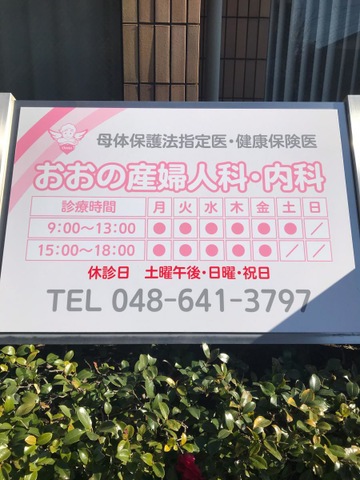 母体保護法指定医・健康保険医
おおの産婦人科・内科
診療時間 月 火 水 木 金 土 日
9:00〜13:00 ● ● ● ● ● ● ／
15:00〜18:00 ● ● ● ● ● ／ ／
休診日 土曜午後・日曜・祝日
TEL 048-641-3797